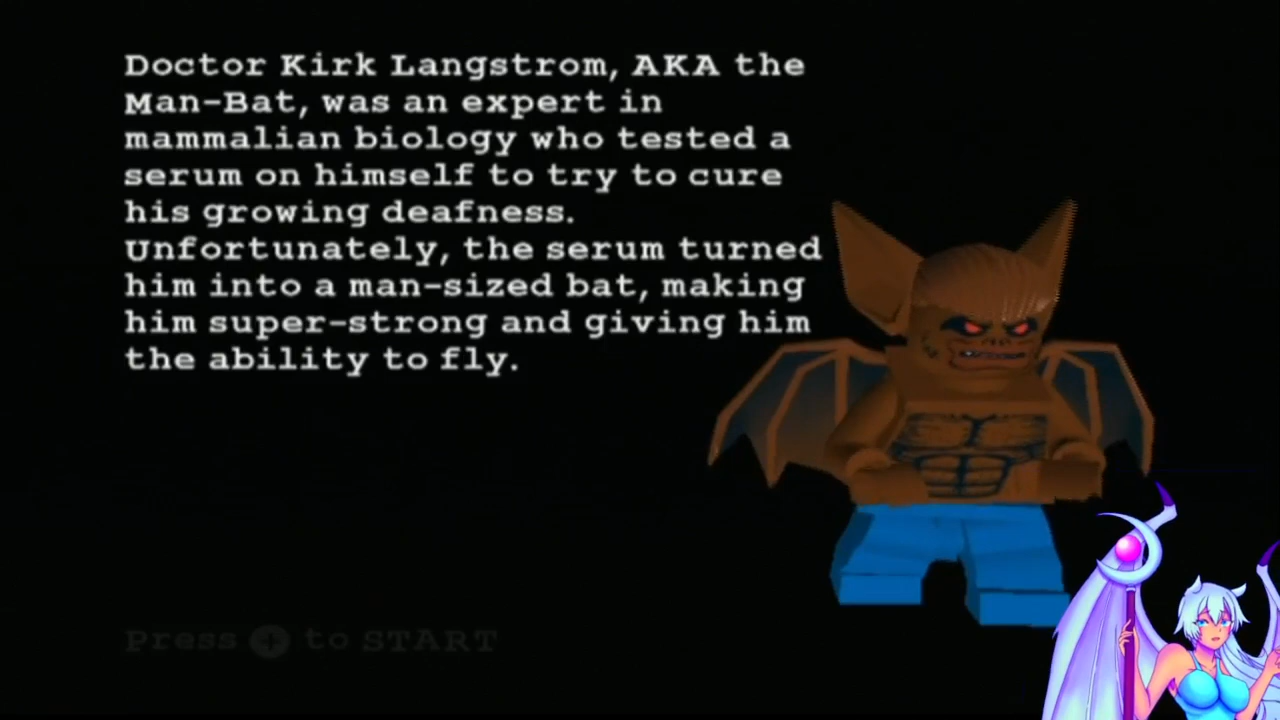 Doctor Kirk Langstrom, AKA the
Man-Bat, was an expert in
mammalian biology who tested a
serum on himself to try to cure
his growing deafness.
Unfortunately, the serum turned
him into a man-sized bat, making
him super-strong and giving him
the ability to fly.
Press + to START